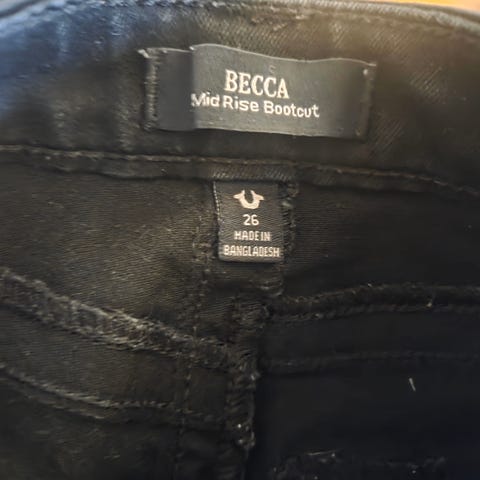 BECCA
Mid Rise Bootcut
26
MADE IN
BANGLADESH